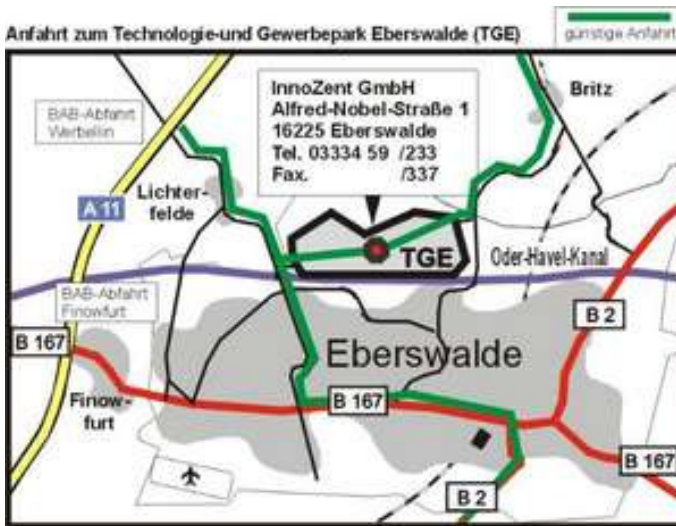 Anfahrt zum Technologie-und Gewerbepark Eberswalde (TGE)
günstige Anfahrt
InnoZent GmbH
Alfred-Nobel-Straße 1
16225 Eberswalde
Tel. 03334 59 /233
Fax. /337
Britz
BAB-Abfahrt
Werbellin
Lichter-
felde
A 11
TGE
Oder-Havel-Kanal
BAB-Abfahrt
Finowfurt
B 2
B 167
Eberswalde
Finow-
furt
B 167
B 167
B 2